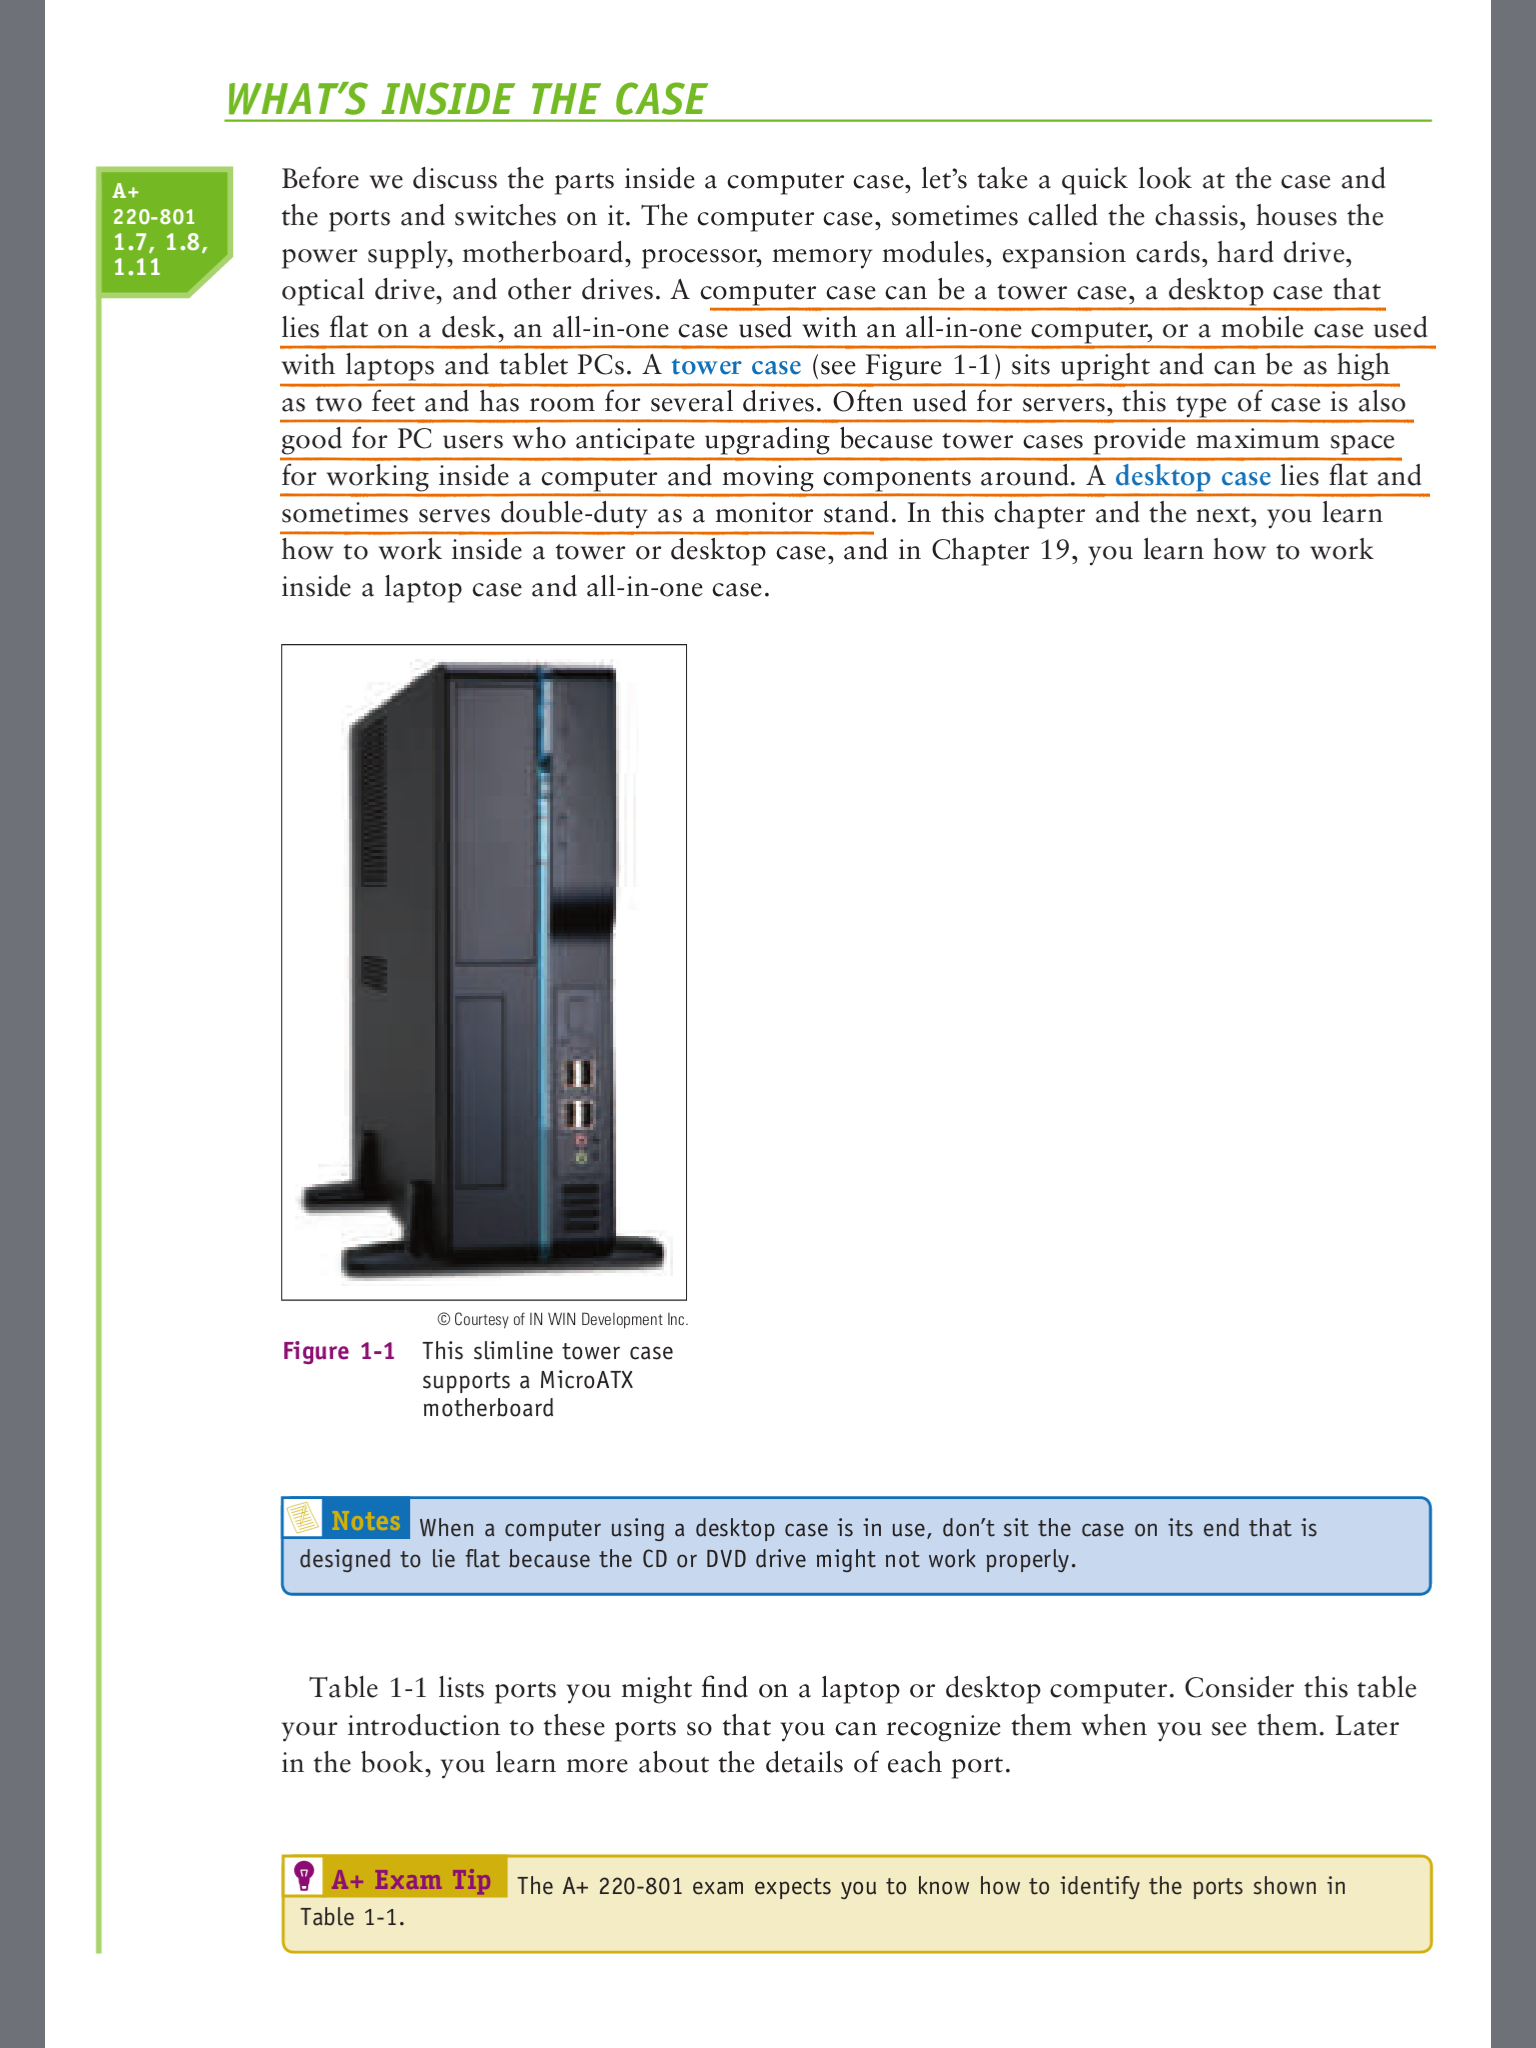 WHAT'S INSIDE THE CASE
A+
220-801
1.7, 1.8,
1.11
Before we discuss the parts inside a computer case, let's take a quick look at the case and
the ports and switches on it. The computer case, sometimes called the chassis, houses the
power supply, motherboard, processor, memory modules, expansion cards, hard drive,
optical drive, and other drives. A computer case can be a tower case, a desktop case that
lies flat on a desk, an all-in-one case used with an all-in-one computer, or a mobile case used
with laptops and tablet PCs. A tower case (see Figure 1-1) sits upright and can be as high
as two feet and has room for several drives. Often used for servers, this type of case is also
good for PC users who anticipate upgrading because tower cases provide maximum space
for working inside a computer and moving components around. A desktop case lies flat and
sometimes serves double-duty as a monitor stand. In this chapter and the next, you learn
how to work inside a tower or desktop case, and in Chapter 19, you learn how to work
inside a laptop case and all-in-one case.
© Courtesy of IN WIN Development Inc.
Figure 1-1 This slimline tower case
supports a MicroATX
motherboard
Notes When a computer using a desktop case is in use, don't sit the case on its end that is
designed to lie flat because the CD or DVD drive might not work properly.
Table 1-1 lists ports you might find on a laptop or desktop computer. Consider this table
your introduction to these ports so that you can recognize them when you see them. Later
in the book, you learn more about the details of each port.
A+ Exam Tip The A+ 220-801 exam expects you to know how to identify the ports shown in
Table 1-1.